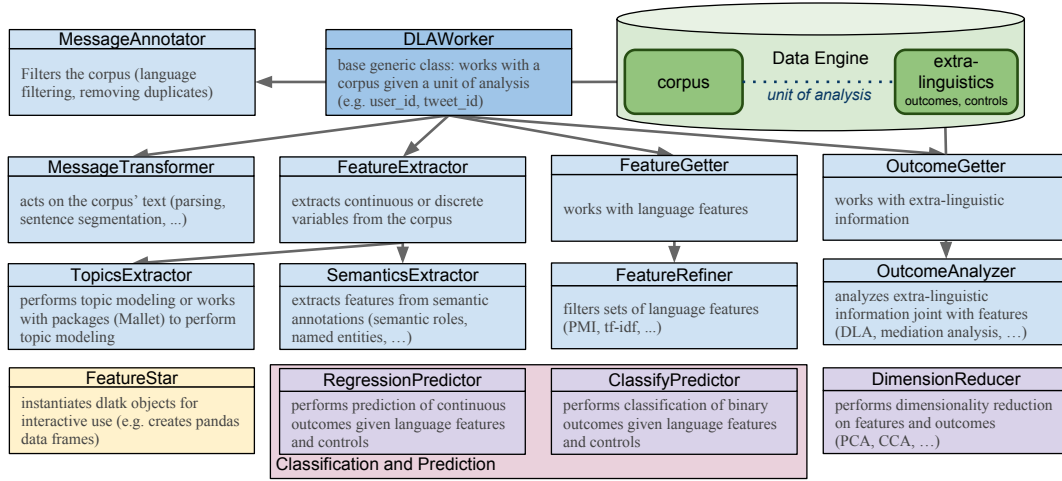 MessageAnnotator
Filters the corpus (language
filtering, removing duplicates)
DLAWorker
base generic class: works with a
corpus given a unit of analysis
(e.g. user_id, tweet_id)
Data Engine
corpus
unit of analysis
extra-
linguistics
outcomes, controls
MessageTransformer
acts on the corpus' text (parsing,
sentence segmentation, ...)
FeatureExtractor
extracts continuous or discrete
variables from the corpus
FeatureGetter
works with language features
OutcomeGetter
works with extra-linguistic
information
TopicsExtractor
performs topic modeling or works
with packages (Mallet) to perform
topic modeling
SemanticsExtractor
extracts features from semantic
annotations (semantic roles,
named entities, …)
FeatureRefiner
filters sets of language features
(PMI, tf-idf, ...)
OutcomeAnalyzer
analyzes extra-linguistic
information joint with features
(DLA, mediation analysis, …)
FeatureStar
instantiates dlatk objects for
interactive use (e.g. creates pandas
data frames)
RegressionPredictor
performs prediction of continuous
outcomes given language features
and controls
ClassifyPredictor
performs classification of binary
outcomes given language features
and controls
Classification and Prediction
DimensionReducer
performs dimensionality reduction
on features and outcomes
(PCA, CCA, …)